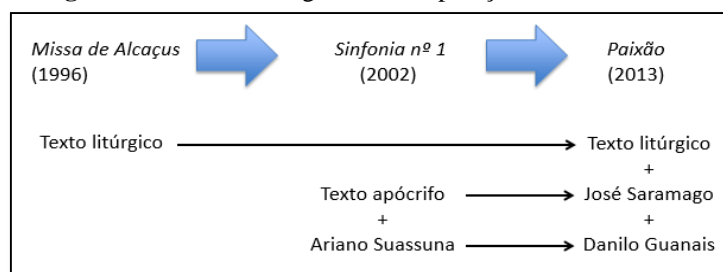 Missa de Alcaçus
Sinfonia nº 1
Paixão
(1996)
(2002)
(2013)
Texto litúrgico
Texto litúrgico
+
Texto apócrifo
José Saramago
+
+
Ariano Suassuna
Danilo Guanais